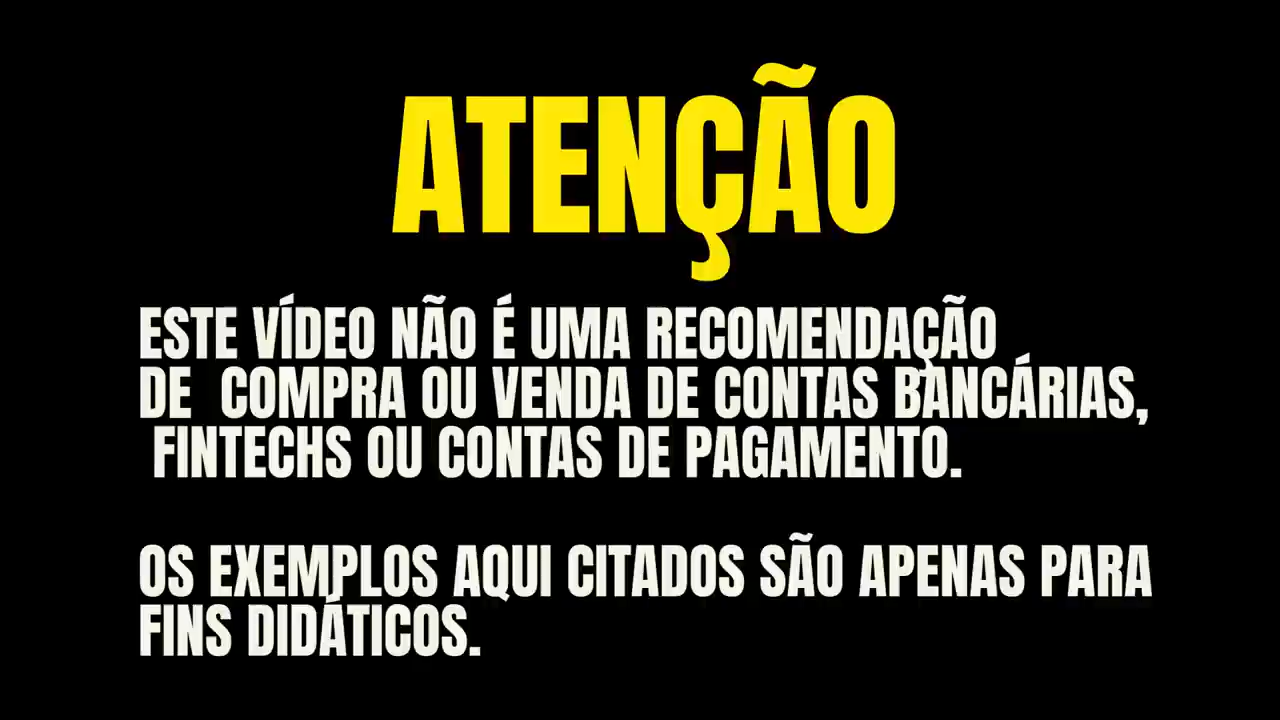 ATENÇÃO
ESTE VÍDEO NÃO É UMA RECOMENDAÇÃO
DE COMPRA OU VENDA DE CONTAS BANCÁRIAS,
FINTECHS OU CONTAS DE PAGAMENTO.
OS EXEMPLOS AQUI CITADOS SÃO APENAS PARA
FINS DIDÁTICOS.